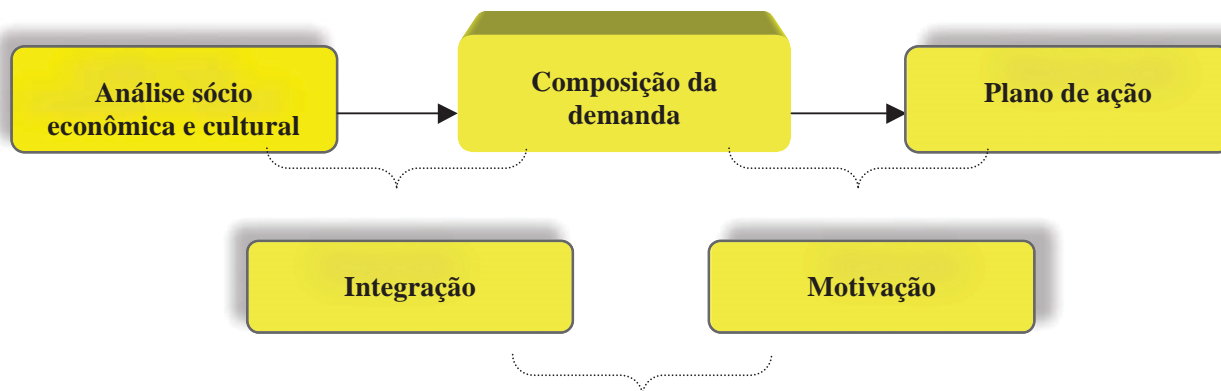 Análise sócio
econômica e cultural
Composição da
demanda
Plano de ação
Integração
Motivação